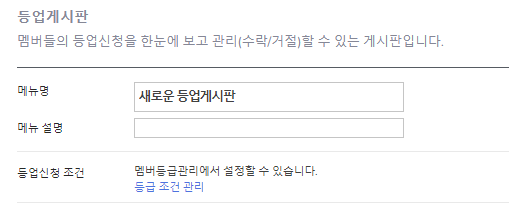 등업게시판
멤버들의 등업신청을 한눈에 보고 관리(수락/거절)할 수 있는 게시판입니다.
메뉴명
새로운 등업게시판
메뉴 설명
등업신청 조건
멤버등급관리에서 설정할 수 있습니다.
등급 조건 관리